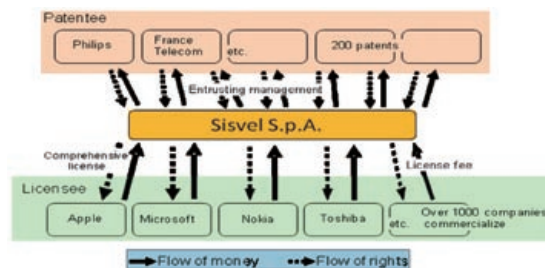 Patentee
Philips
France
Telecom
etc.
200 patents
Entrusting management
Sisvel S.p.A.
Comprehensive
license
License fee
Licensee
Apple
Microsoft
Nokia
Toshiba
etc.
Over 1000 companies
commercialize
Flow of money
Flow of rights